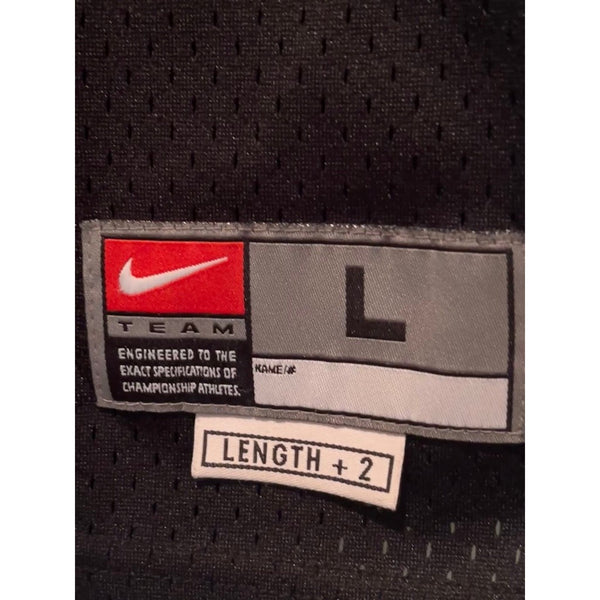 TEAM
ENGINEERED TO THE
EXACT SPECIFICATIONS OF
CHAMPIONSHIP ATHLETES.
L
NAME/#
LENGTH + 2